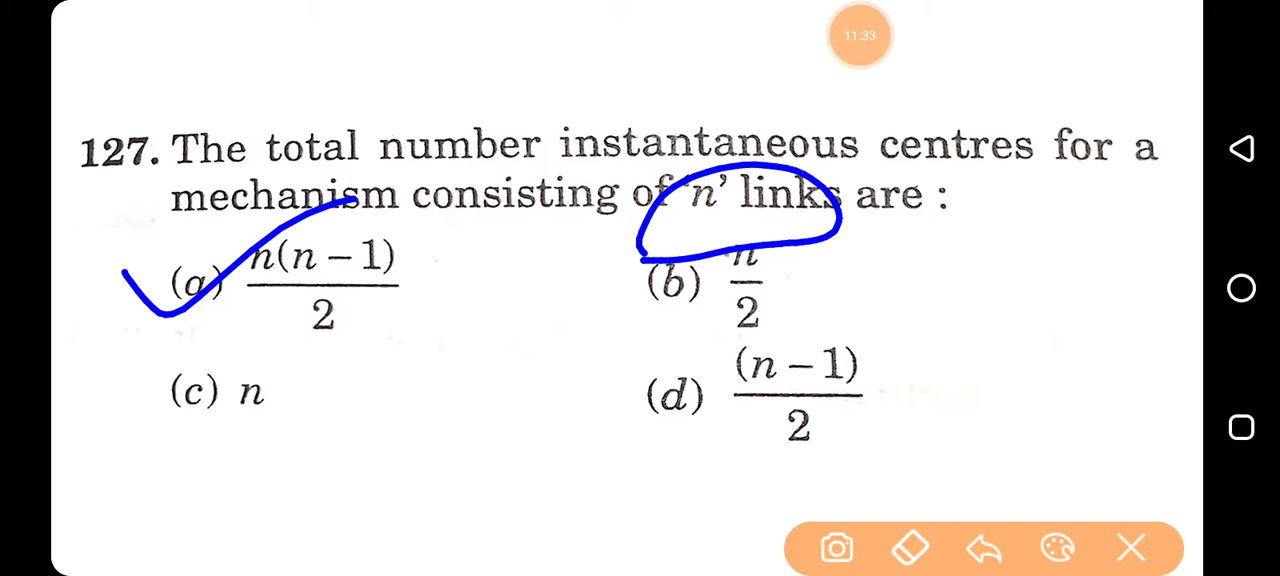 11:33
127. The total number instantaneous centres for a
mechanism consisting of 'n' links are :
(a) n(n – 1)/2
(b) n/2
(c) n
(d) (n – 1)/2